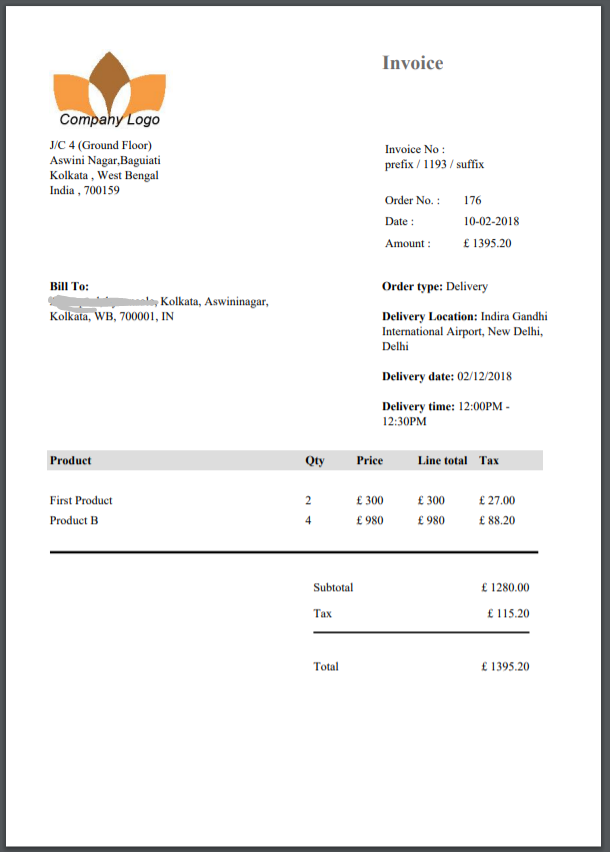 Company Logo
J/C 4 (Ground Floor)
Aswini Nagar,Baguiati
Kolkata , West Bengal
India , 700159
Invoice
Invoice No :
prefix / 1193 / suffix
Order No. : 176
Date : 10-02-2018
Amount : £ 1395.20
Bill To:
Kolkata, Aswininagar,
Kolkata, WB, 700001, IN
Order type: Delivery
Delivery Location: Indira Gandhi
International Airport, New Delhi,
Delhi
Delivery date: 02/12/2018
Delivery time: 12:00PM -
12:30PM
Product Qty Price Line total Tax
First Product 2 £ 300 £ 300 £ 27.00
Product B 4 £ 980 £ 980 £ 88.20
Subtotal £ 1280.00
Tax £ 115.20
Total £ 1395.20